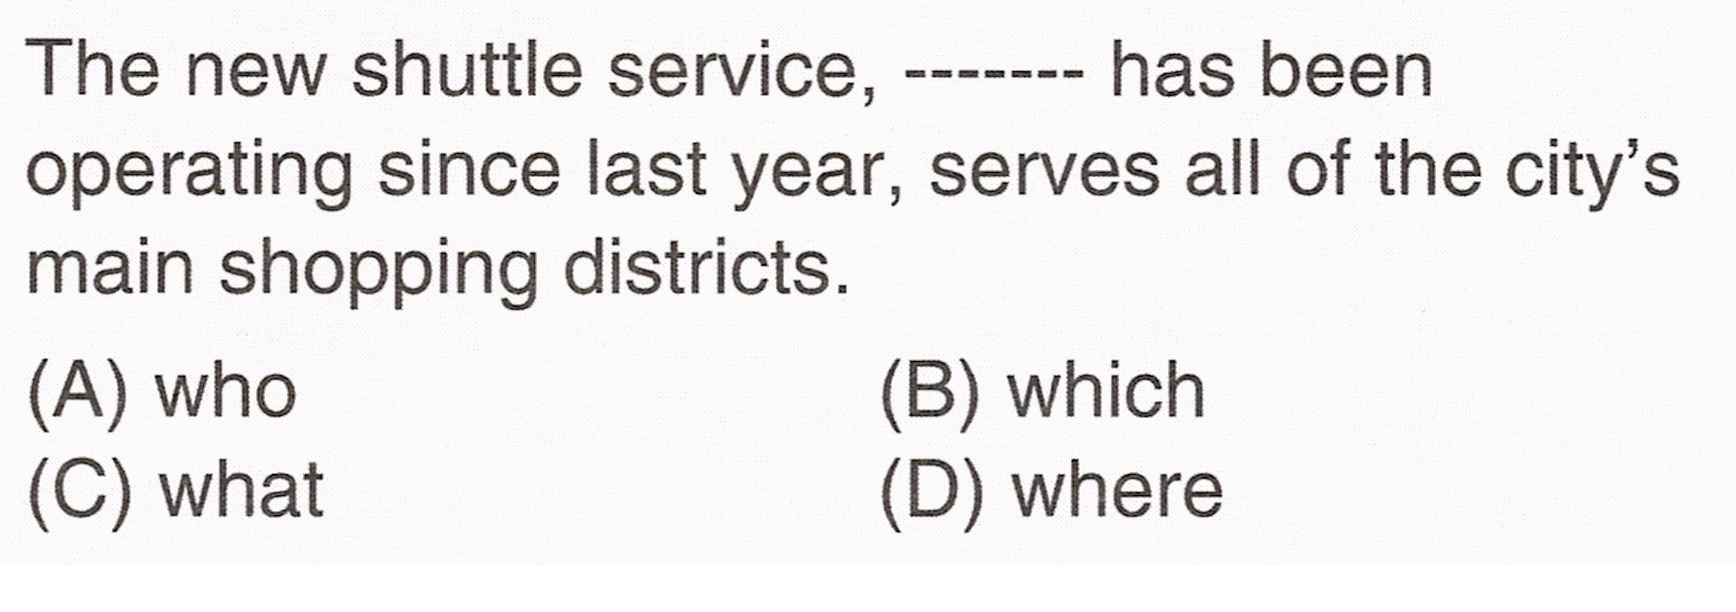 The new shuttle service, ------- has been
operating since last year, serves all of the city’s
main shopping districts.
(A) who (B) which
(C) what (D) where